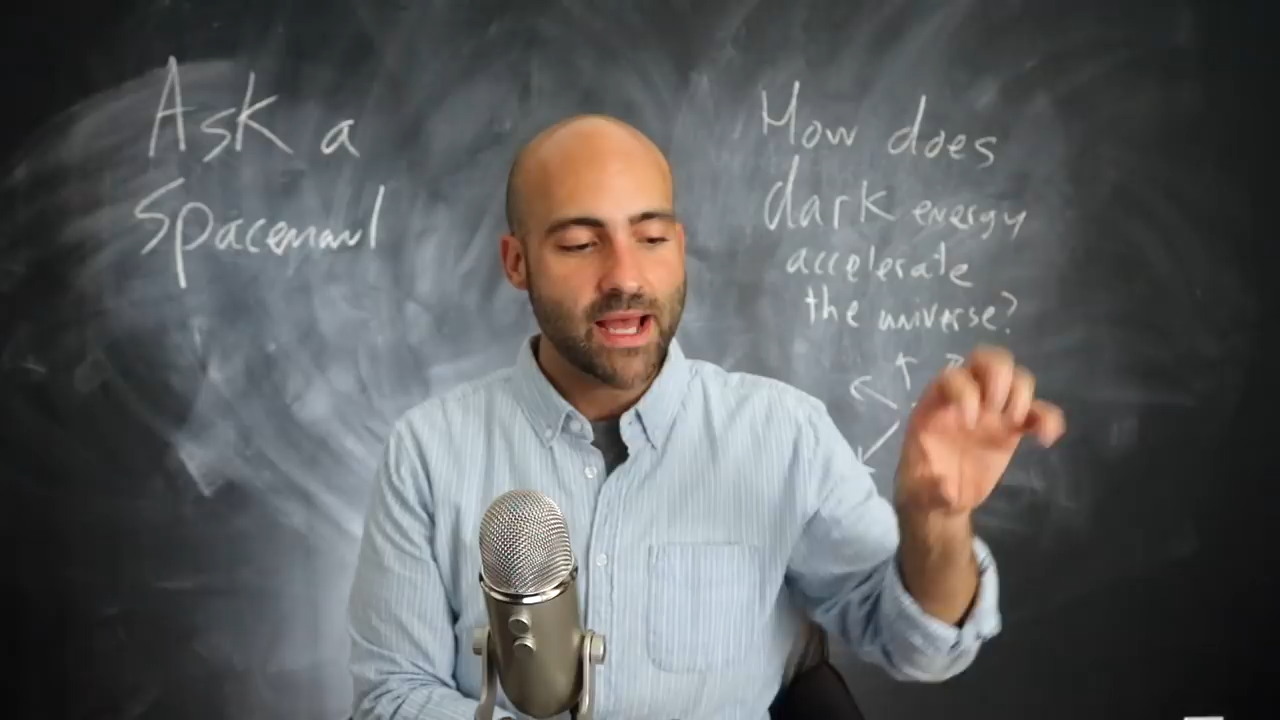 Ask a
Spaceman!
How does
dark energy
accelerate
the universe?